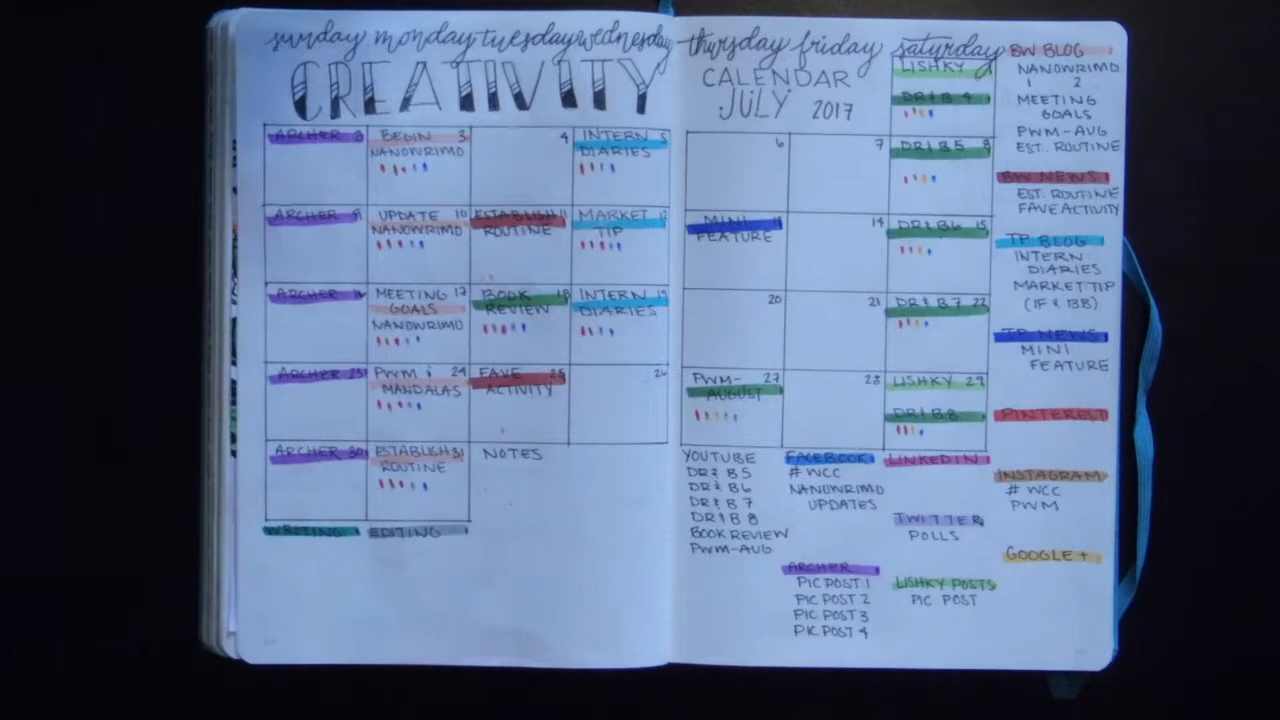 sunday monday tuesday wednesday thursday friday saturday
CREATIVITY
CALENDAR
JULY 2017
LISHKY
DR & B 4
ARCHER 2
BEGIN 3
NANOWRIMO
4
INTERN 5
DIARIES
6
7
DR & B 5 8
ARCHER 9
UPDATE 10
NANOWRIMO
ESTABLISH 11
ROUTINE
MARKET 12
TIP
MINI 13
FEATURE
14
DR & B 6 15
ARCHER 16
MEETING 17
GOALS
NANOWRIMO
BOOK 18
REVIEW
INTERN 19
DIARIES
20
21
DR & B 7 22
ARCHER 23
PWM & 24
MANDALAS
FAVE 25
ACTIVITY
26
PWM- 27
AUGUST
28
LISHKY 29
DR & B 8
ARCHER 30
ESTABLISH 31
ROUTINE
NOTES
WRITING
EDITING
YOUTUBE
DR & B 5
DR & B 6
DR & B 7
DR & B 8
BOOK REVIEW
PWM-AUG
FACEBOOK
# WCC
NANOWRIMO
UPDATES
ARCHER
PIC POST 1
PIC POST 2
PIC POST 3
PIC POST 4
LINKEDIN
TWITTER
POLLS
LISHKY POSTS
PIC POST
BW BLOG
NANOWRIMO
1 2
MEETING
GOALS
PWM-AUG
EST. ROUTINE
BW NEWS
EST. ROUTINE
FAVE ACTIVITY
TP BLOG
INTERN
DIARIES
MARKET TIP
TP NEWS
MINI
FEATURE
PINTEREST
INSTAGRAM
# WCC
PWM
GOOGLE +